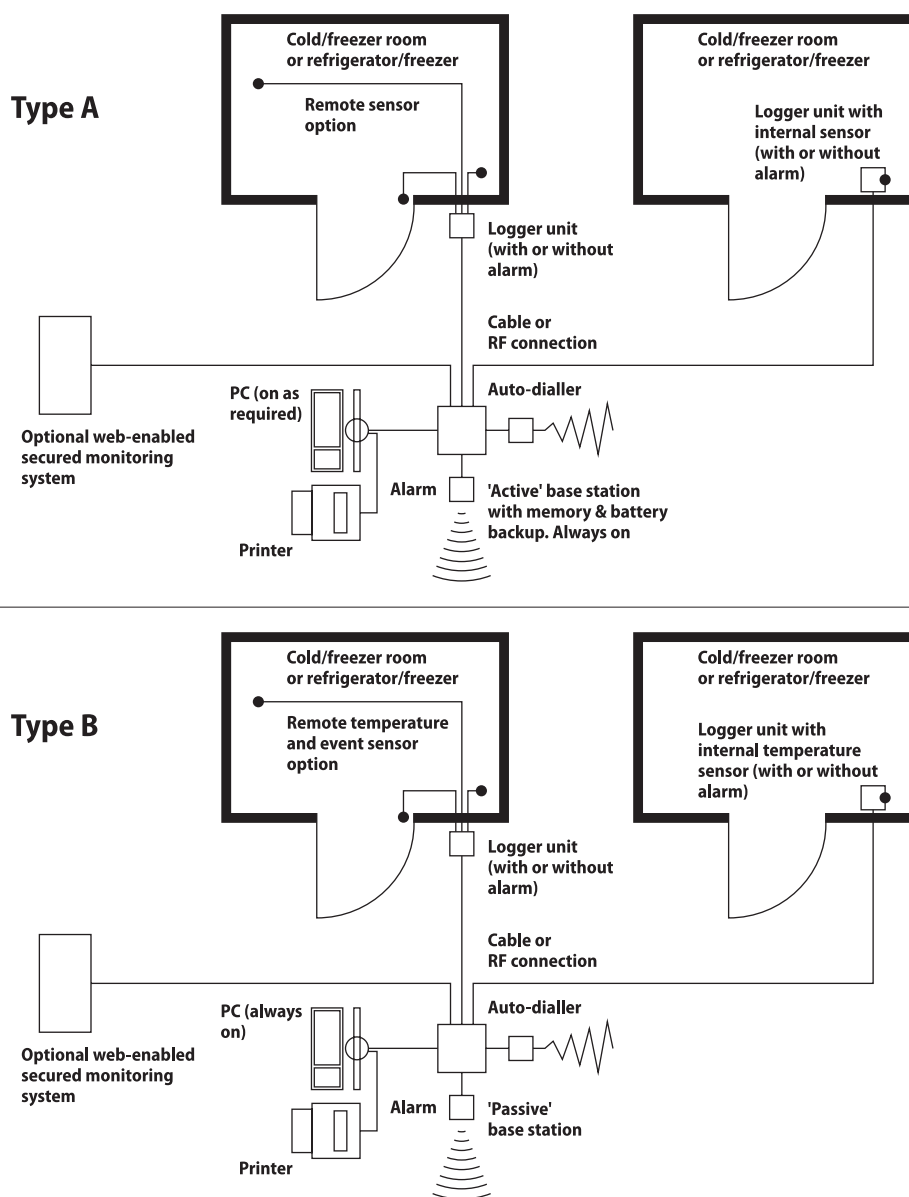 Type A
Cold/freezer room
or refrigerator/freezer
Remote sensor
option
Cold/freezer room
or refrigerator/freezer
Logger unit with
internal sensor
(with or without
alarm)
Logger unit
(with or without
alarm)
Cable or
RF connection
Optional web-enabled
secured monitoring
system
PC (on as
required)
Auto-dialler
Printer
Alarm
'Active' base station
with memory & battery
backup. Always on
Type B
Cold/freezer room
or refrigerator/freezer
Remote temperature
and event sensor
option
Cold/freezer room
or refrigerator/freezer
Logger unit with
internal temperature
sensor (with or without
alarm)
Logger unit
(with or without
alarm)
Cable or
RF connection
Optional web-enabled
secured monitoring
system
PC (always
on)
Auto-dialler
Printer
Alarm
'Passive'
base station